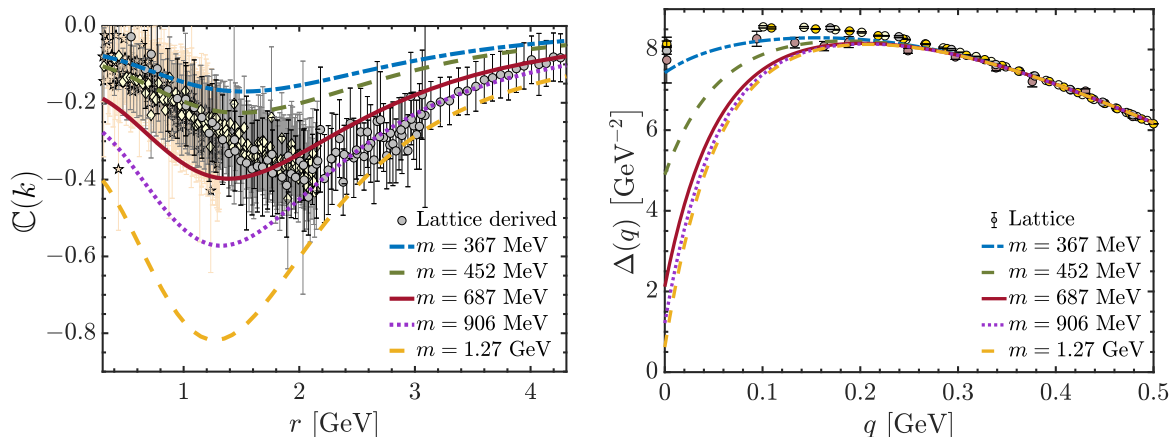 0.0
−0.2
−0.4
−0.6
−0.8
ℂ(k)
Lattice derived
m = 367 MeV
m = 452 MeV
m = 687 MeV
m = 906 MeV
m = 1.27 GeV
1 2 3 4
r [GeV]
8
6
4
2
0
Δ(q) [GeV⁻²]
Lattice
m = 367 MeV
m = 452 MeV
m = 687 MeV
m = 906 MeV
m = 1.27 GeV
0 0.1 0.2 0.3 0.4 0.5
q [GeV]